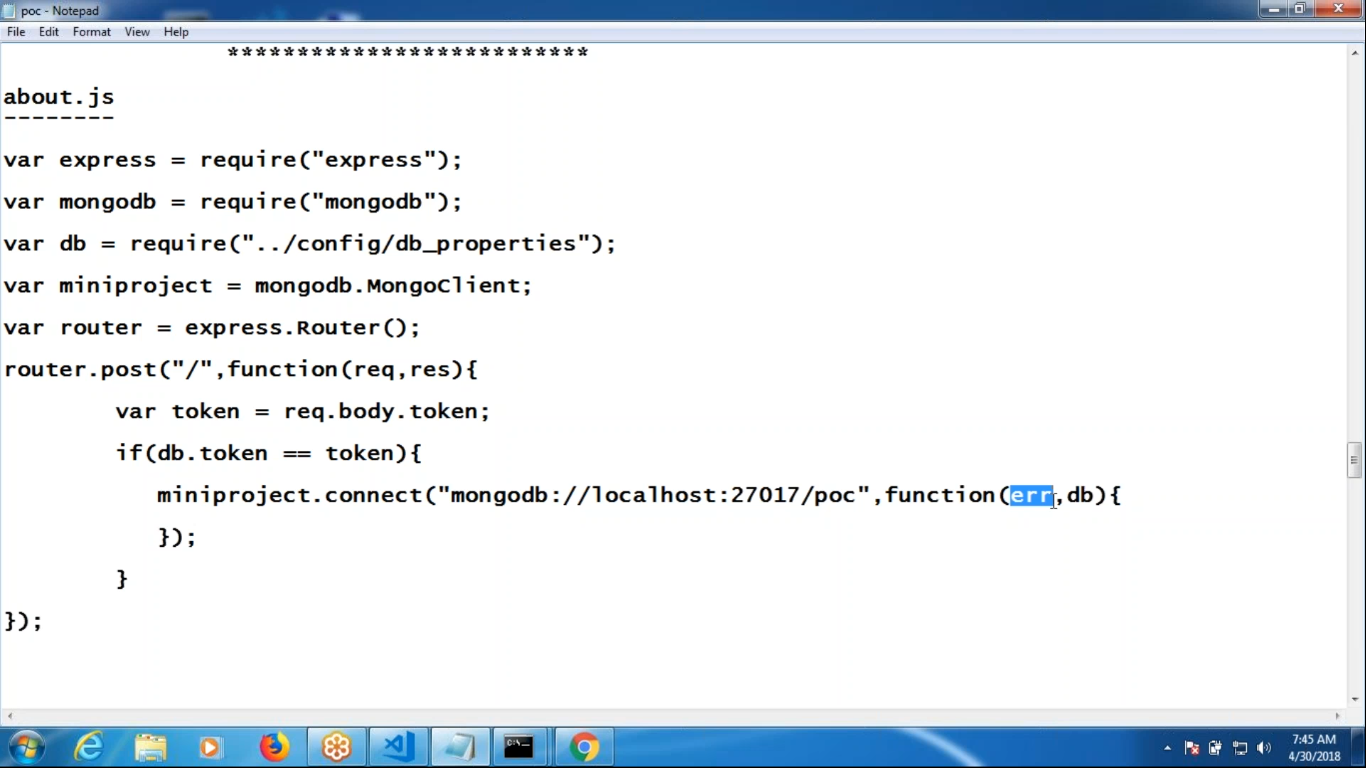 poc - Notepad
File Edit Format View Help
**************************
about.js
--------
var express = require("express");
var mongodb = require("mongodb");
var db = require("../config/db_properties");
var miniproject = mongodb.MongoClient;
var router = express.Router();
router.post("/",function(req,res){
var token = req.body.token;
if(db.token == token){
miniproject.connect("mongodb://localhost:27017/poc",function(err,db){
});
}
});
7:45 AM
4/30/2018